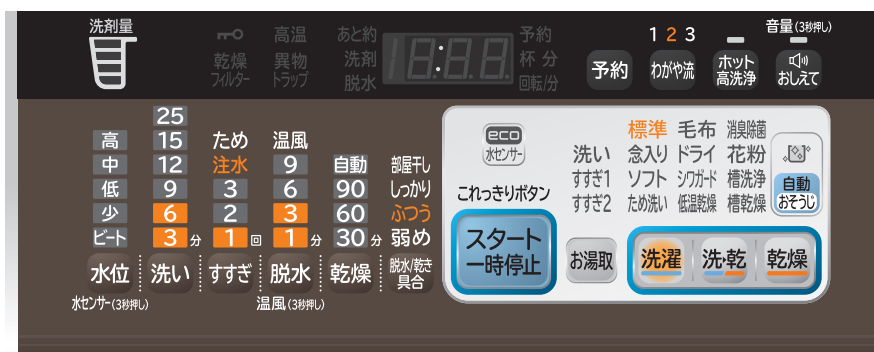 洗剤量
高温
あと約
予約
1 2 3
音量(3秒押し)
乾燥
フィルター
異物
トラップ
洗剤
脱水
18:8.8.
杯 分
回転/分
予約
わがや流
ホット
高洗浄
おしえて
25
高 15 ため 温風
中 12 注水 9 自動 部屋干し
低 9 3 6 90 しっかり
少 6 2 3 60 ふつう
ビート 3 分 1 回 1 分 30 分 弱め
水位 洗い すすぎ 脱水 乾燥 脱水/乾き
具合
水センサー(3秒押し)
温風(3秒押し)
eco
水センサー
これっきりボタン
スタート
一時停止
標準 毛布 消臭除菌
洗い 念入り ドライ 花粉
すすぎ1 ソフト シワガード 槽洗浄
すすぎ2 ため洗い 低温乾燥 槽乾燥
自動
おそうじ
お湯取
洗濯
洗・乾
乾燥